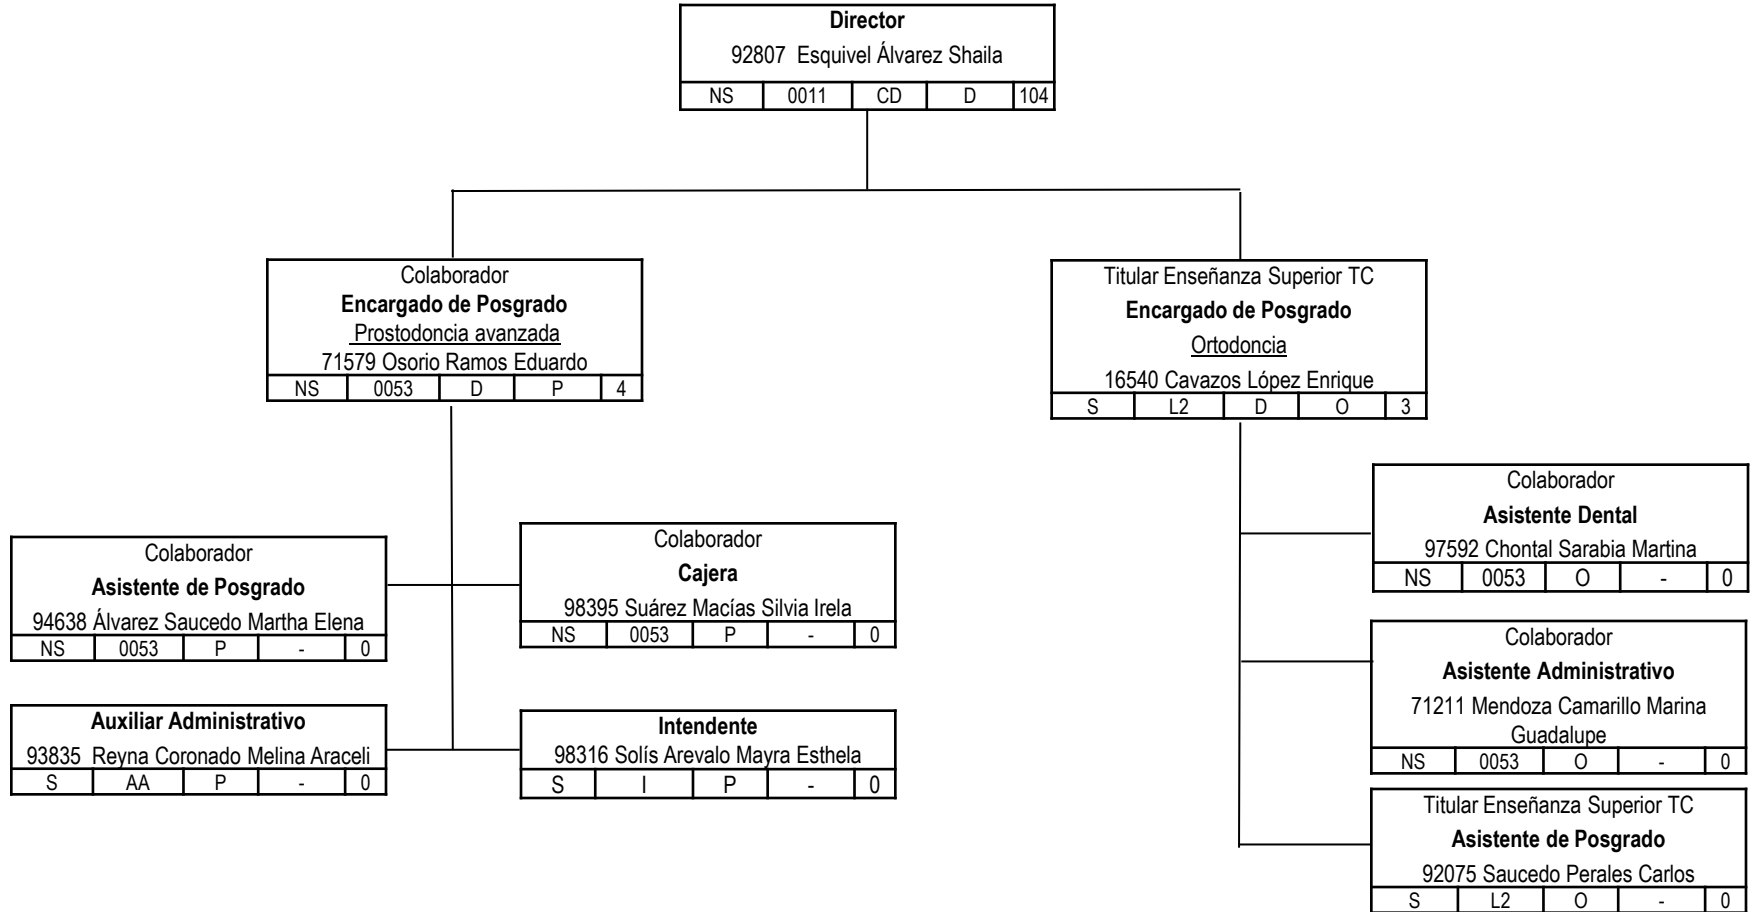 Director
92807 Esquivel Álvarez Shaila
NS 0011 CD D 104
Colaborador
Encargado de Posgrado
Prostodoncia avanzada
71579 Osorio Ramos Eduardo
NS 0053 D P 4
Titular Enseñanza Superior TC
Encargado de Posgrado
Ortodoncia
16540 Cavazos López Enrique
S L2 D O 3
Colaborador
Asistente de Posgrado
94638 Álvarez Saucedo Martha Elena
NS 0053 P - 0
Colaborador
Cajera
98395 Suárez Macías Silvia Irela
NS 0053 P - 0
Auxiliar Administrativo
93835 Reyna Coronado Melina Araceli
S AA P - 0
Intendente
98316 Solís Arevalo Mayra Esthela
S I P - 0
Colaborador
Asistente Dental
97592 Chontal Sarabia Martina
NS 0053 O - 0
Colaborador
Asistente Administrativo
71211 Mendoza Camarillo Marina
Guadalupe
NS 0053 O - 0
Titular Enseñanza Superior TC
Asistente de Posgrado
92075 Saucedo Perales Carlos
S L2 O - 0